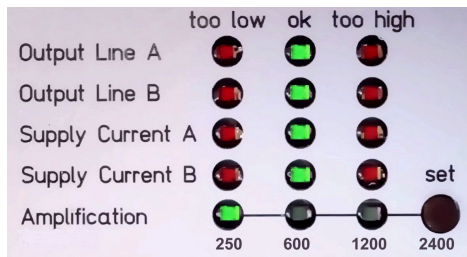 too low ok too high
Output Line A
Output Line B
Supply Current A
Supply Current B
set
Amplification
250 600 1200 2400